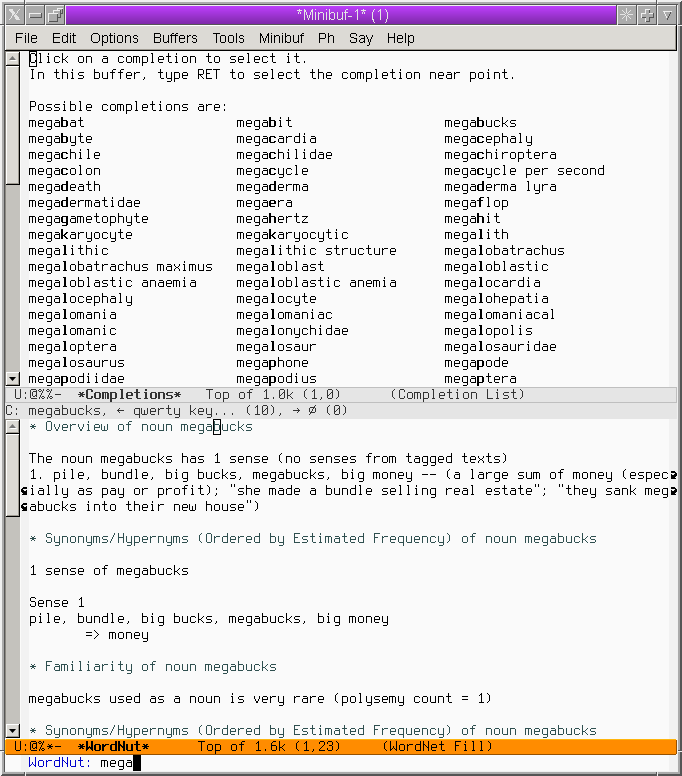 *Minibuf-1* (1)
File Edit Options Buffers Tools Minibuf Ph Say Help
Click on a completion to select it.
In this buffer, type RET to select the completion near point.
Possible completions are:
megabat megabit megabucks
megabyte megacardia megacephaly
megachile megachilidae megachiroptera
megacolon megacycle megacycle per second
megadeath megaderma megaderma lyra
megadermatidae megaera megaflop
megagametophyte megahertz megahit
megakaryocyte megakaryocytic megalith
megalithic megalithic structure megalobatrachus
megalobatrachus maximus megaloblast megaloblastic
megaloblastic anaemia megaloblastic anemia megalocardia
megalocephaly megalocyte megalohepatia
megalomania megalomaniac megalomaniacal
megalomanic megalonychidae megalopolis
megaloptera megalosaur megalosauridae
megalosaurus megaphone megapode
megapodiidae megapodius megaptera
U:@%%- *Completions* Top of 1.0k (1,0) (Completion List)
C: megabucks, ← qwerty key... (10), → ∅ (0)
* Overview of noun megabucks
The noun megabucks has 1 sense (no senses from tagged texts)
1. pile, bundle, big bucks, megabucks, big money -- (a large sum of money (espec
ially as pay or profit); "she made a bundle selling real estate"; "they sank meg
abucks into their new house")
* Synonyms/Hypernyms (Ordered by Estimated Frequency) of noun megabucks
1 sense of megabucks
Sense 1
pile, bundle, big bucks, megabucks, big money
=> money
* Familiarity of noun megabucks
megabucks used as a noun is very rare (polysemy count = 1)
* Synonyms/Hypernyms (Ordered by Estimated Frequency) of noun megabucks
U:@%*- *WordNut* Top of 1.6k (1,23) (WordNet Fill)
WordNut: mega